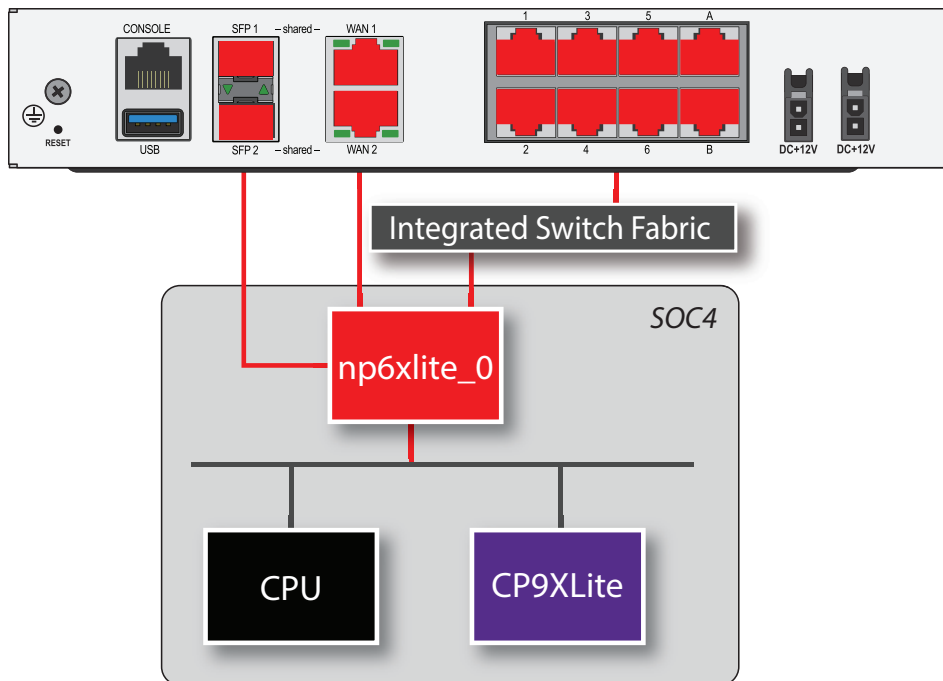 CONSOLE
SFP 1
shared
WAN 1
1 3 5 A
RESET
USB
SFP 2
shared
WAN 2
2 4 6 B
DC+12V DC+12V
Integrated Switch Fabric
SOC4
np6xlite_0
CPU
CP9XLite